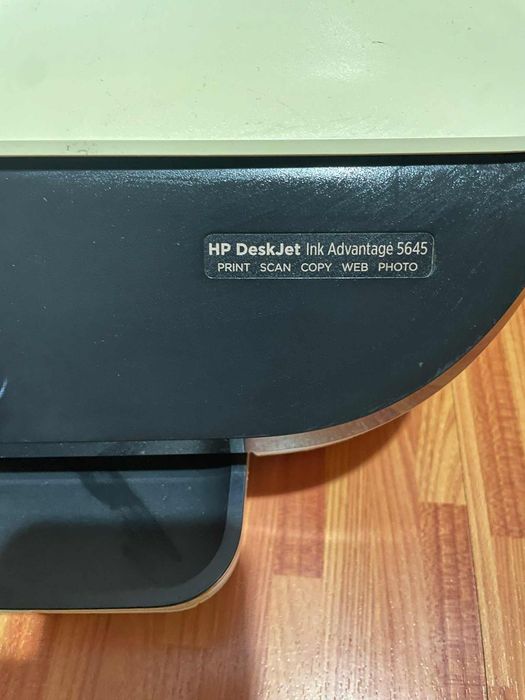 HP DeskJet Ink Advantage 5645
PRINT SCAN COPY WEB PHOTO